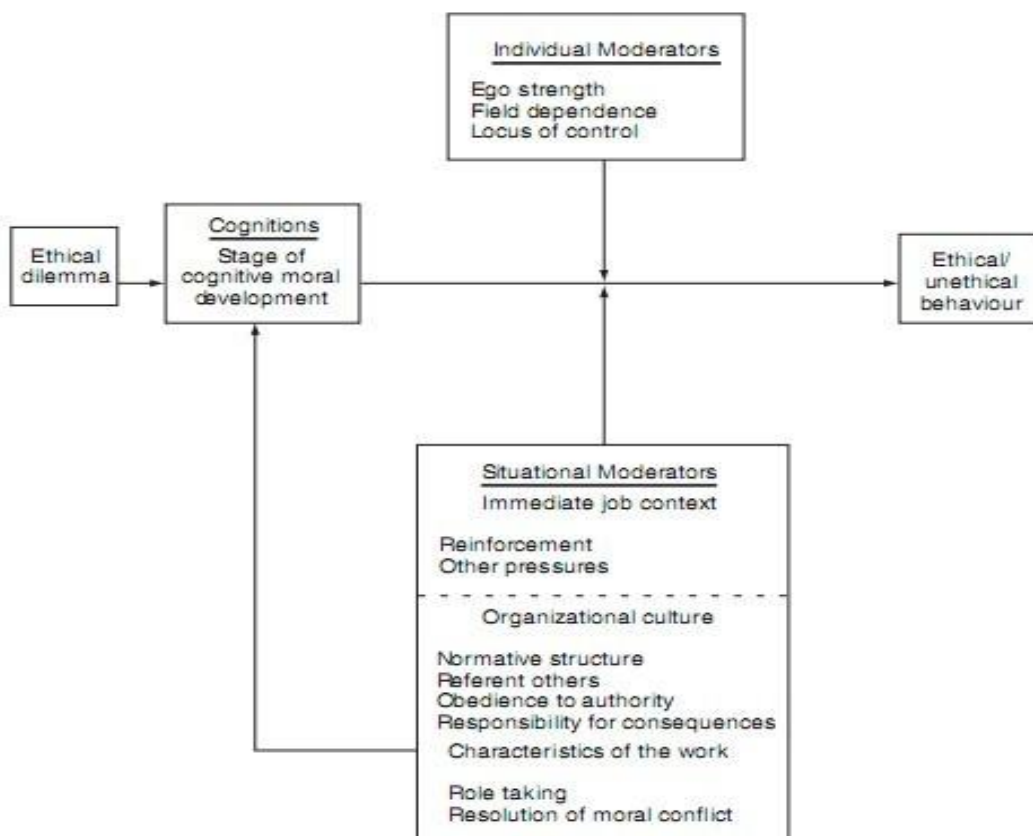 Individual Moderators
Ego strength
Field dependence
Locus of control
Ethical
dilemma
Cognitions
Stage of
cognitive moral
development
Ethical/
unethical
behaviour
Situational Moderators
Immediate job context
Reinforcement
Other pressures
Organizational culture
Normative structure
Referent others
Obedience to authority
Responsibility for consequences
Characteristics of the work
Role taking
Resolution of moral conflict